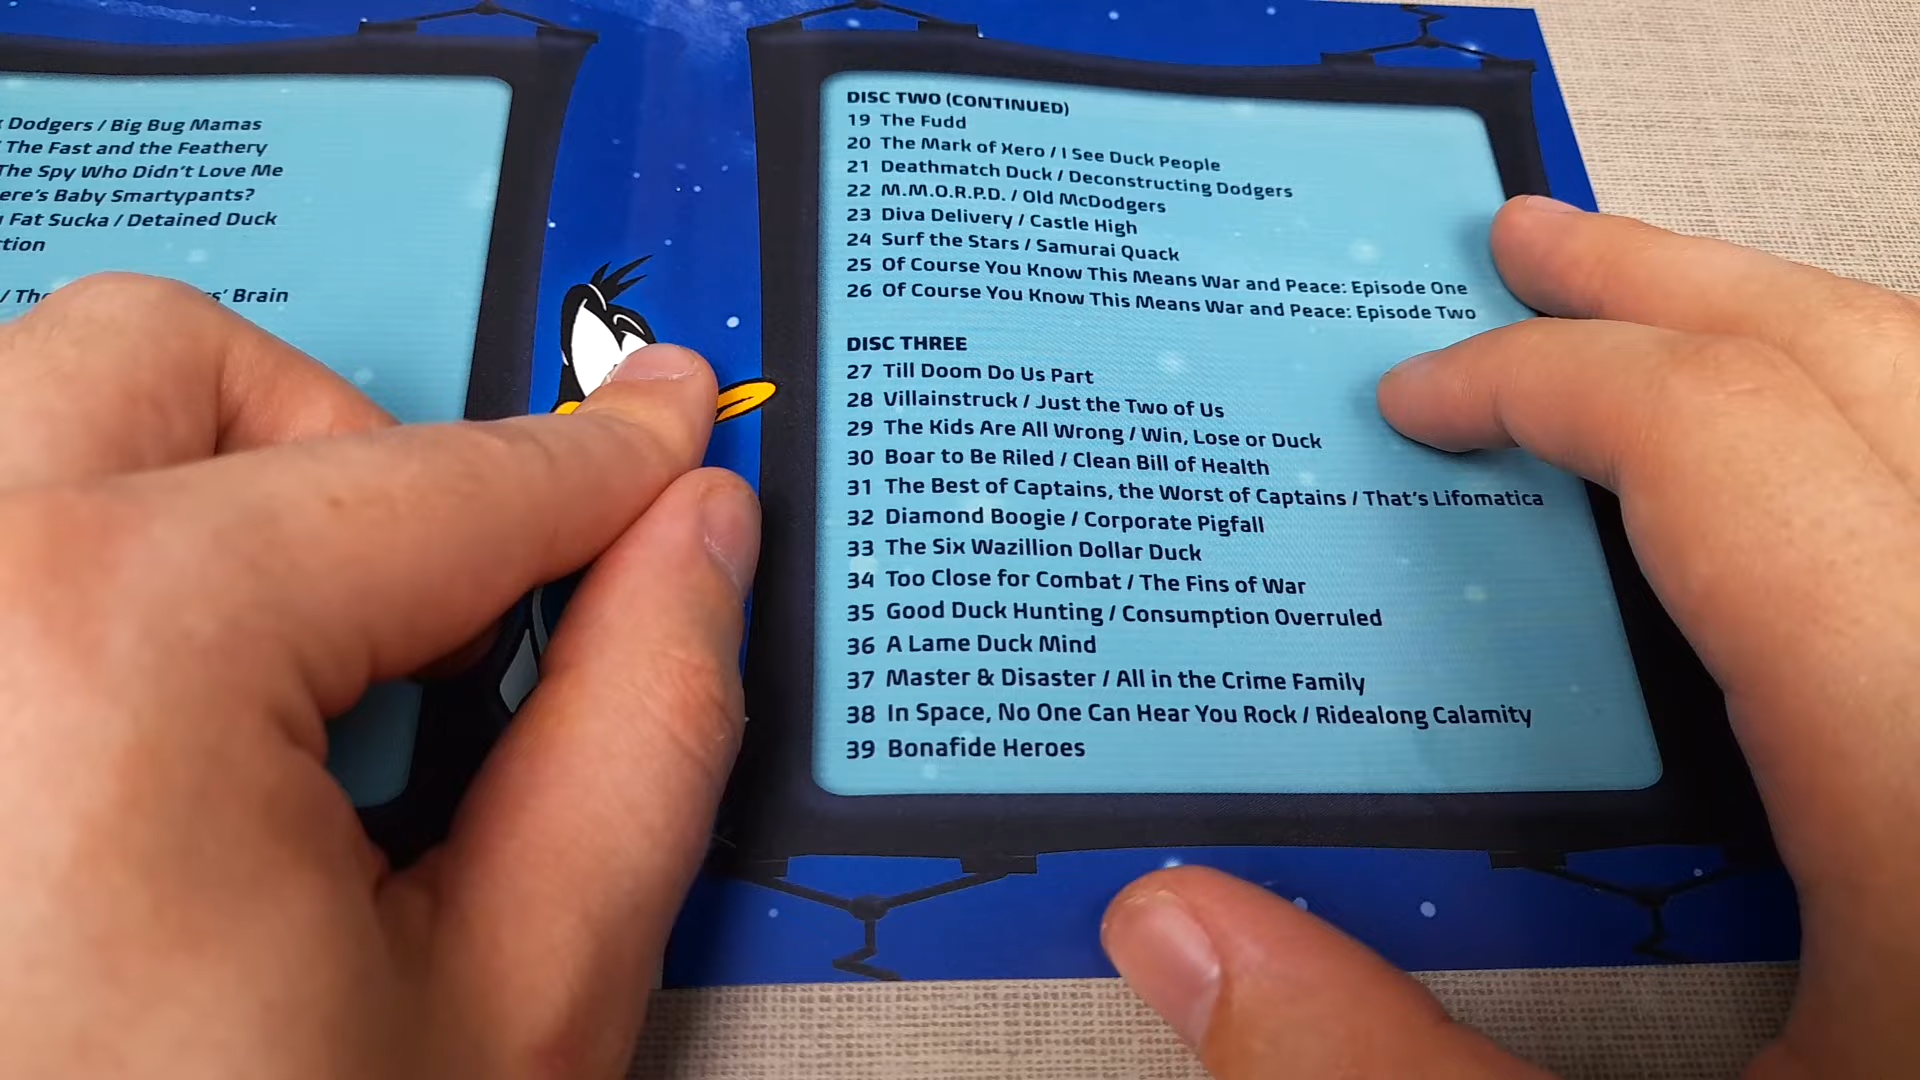 Dodgers / Big Bug Mamas
The Fast and the Feathery
The Spy Who Didn't Love Me
Baby Smartypants?
Fat Sucka / Detained Duck
/ Brain
DISC TWO (CONTINUED)
19 The Fudd
20 The Mark of Xero / I See Duck People
21 Deathmatch Duck / Deconstructing Dodgers
22 M.M.O.R.P.D. / Old McDodgers
23 Diva Delivery / Castle High
24 Surf the Stars / Samurai Quack
25 Of Course You Know This Means War and Peace: Episode One
26 Of Course You Know This Means War and Peace: Episode Two
DISC THREE
27 Till Doom Do Us Part
28 Villainstruck / Just the Two of Us
29 The Kids Are All Wrong / Win, Lose or Duck
30 Boar to Be Riled / Clean Bill of Health
31 The Best of Captains, the Worst of Captains / That's Lifomatica
32 Diamond Boogie / Corporate Pigfall
33 The Six Wazillion Dollar Duck
34 Too Close for Combat / The Fins of War
35 Good Duck Hunting / Consumption Overruled
36 A Lame Duck Mind
37 Master & Disaster / All in the Crime Family
38 In Space, No One Can Hear You Rock / Ridealong Calamity
39 Bonafide Heroes